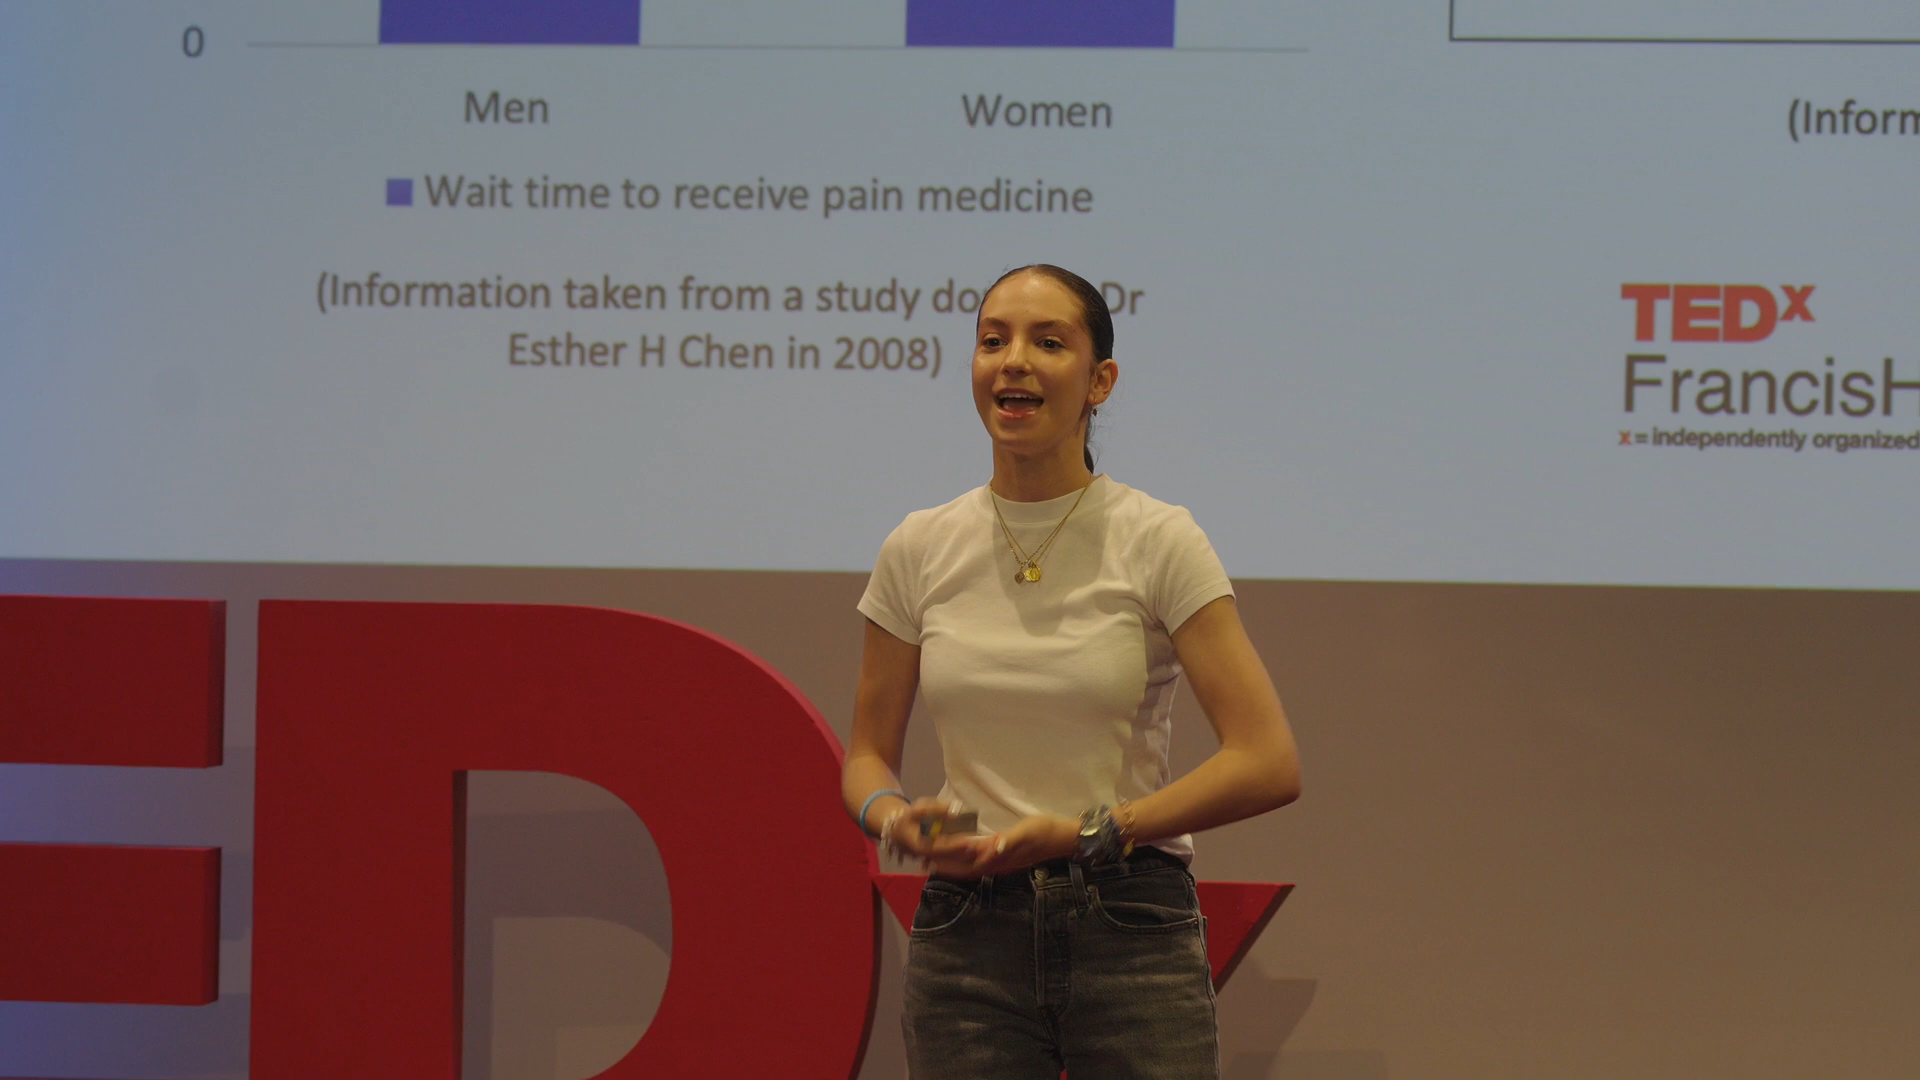 0
Men
Women
Wait time to receive pain medicine
(Information taken from a study Dr
Esther H Chen in 2008)
(Inform
TEDx
FrancisH
x = independently organized
EDx